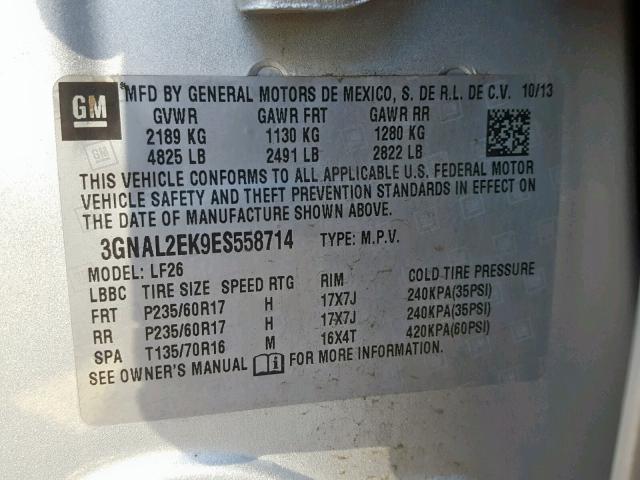 GM
*MFD BY GENERAL MOTORS DE MEXICO, S. DE R.L. DE C.V. 10/13
GVWR GAWR FRT GAWR RR
2189 KG 1130 KG 1280 KG
4825 LB 2491 LB 2822 LB
THIS VEHICLE CONFORMS TO ALL APPLICABLE U.S. FEDERAL MOTOR
VEHICLE SAFETY AND THEFT PREVENTION STANDARDS IN EFFECT ON
THE DATE OF MANUFACTURE SHOWN ABOVE.
3GNAL2EK9ES558714 TYPE: M.P.V.
MODEL: LF26
LBBC TIRE SIZE SPEED RTG RIM COLD TIRE PRESSURE
FRT P235/60R17 H 17X7J 240KPA(35PSI)
RR P235/60R17 H 17X7J 240KPA(35PSI)
SPA T135/70R16 M 16X4T 420KPA(60PSI)
SEE OWNER'S MANUAL FOR MORE INFORMATION.